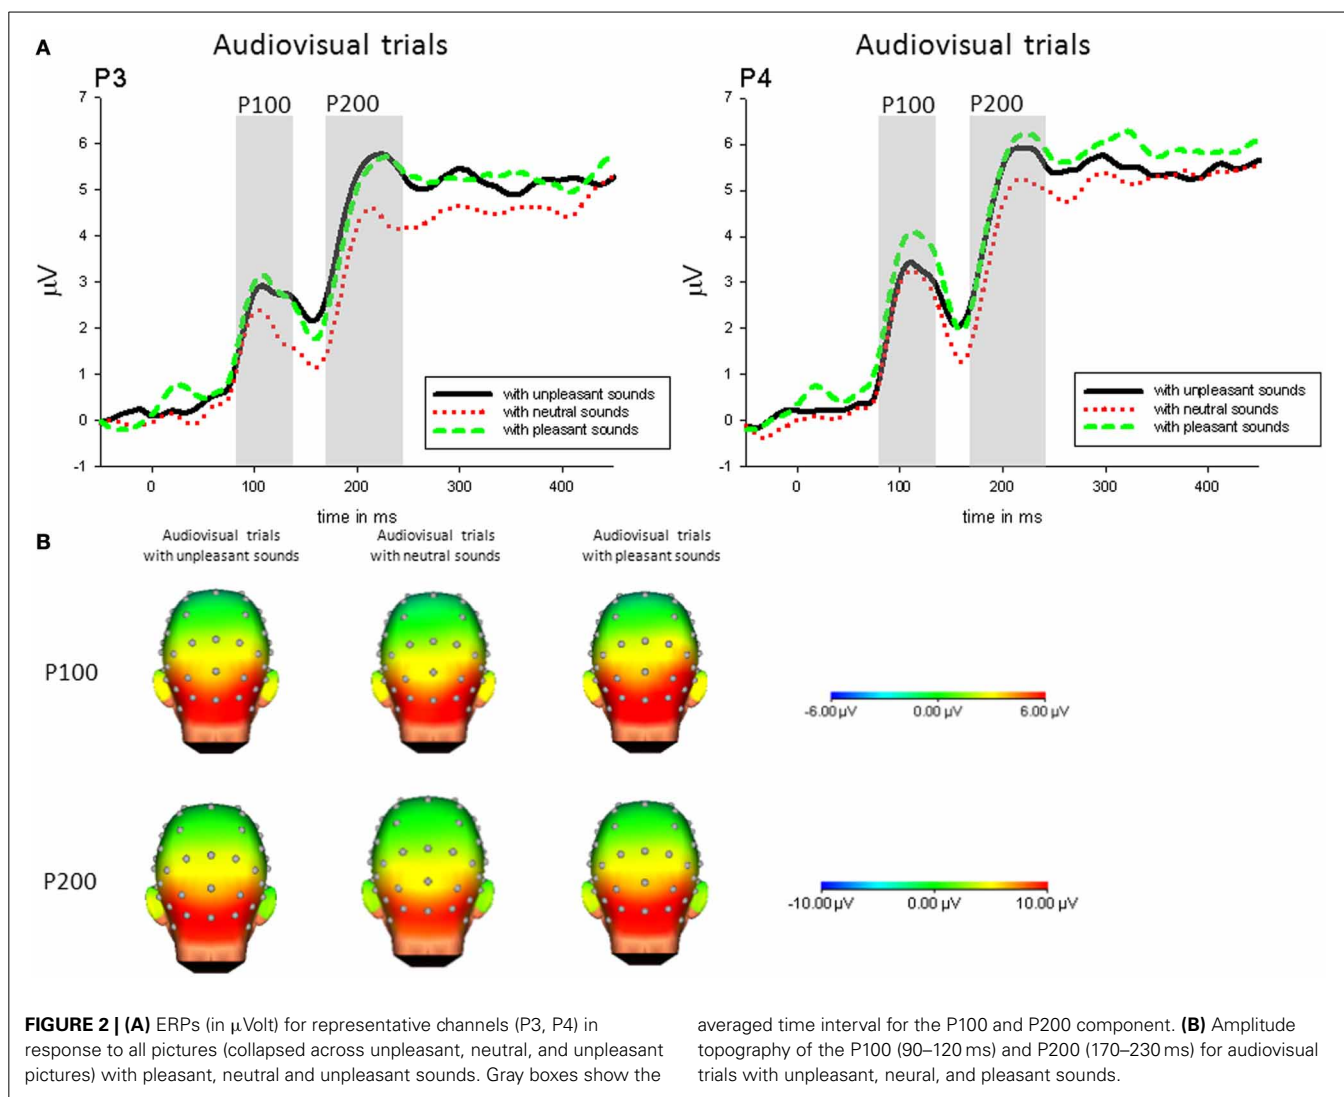 A
Audiovisual trials
P3
P100
P200
7
6
5
4
3
2
1
0
-1
μV
with unpleasant sounds
with neutral sounds
with pleasant sounds
0
100
200
300
400
time in ms
Audiovisual trials
P4
P100
P200
7
6
5
4
3
2
1
0
-1
μV
with unpleasant sounds
with neutral sounds
with pleasant sounds
0
100
200
300
400
time in ms
B
Audiovisual trials
with unpleasant sounds
Audiovisual trials
with neutral sounds
Audiovisual trials
with pleasant sounds
P100
-6.00 μV
0.00 μV
6.00 μV
P200
-10.00 μV
0.00 μV
10.00 μV
FIGURE 2 | (A) ERPs (in μVolt) for representative channels (P3, P4) in
response to all pictures (collapsed across unpleasant, neutral, and unpleasant
pictures) with pleasant, neutral and unpleasant sounds. Gray boxes show the
averaged time interval for the P100 and P200 component. (B) Amplitude
topography of the P100 (90–120 ms) and P200 (170–230 ms) for audiovisual
trials with unpleasant, neural, and pleasant sounds.